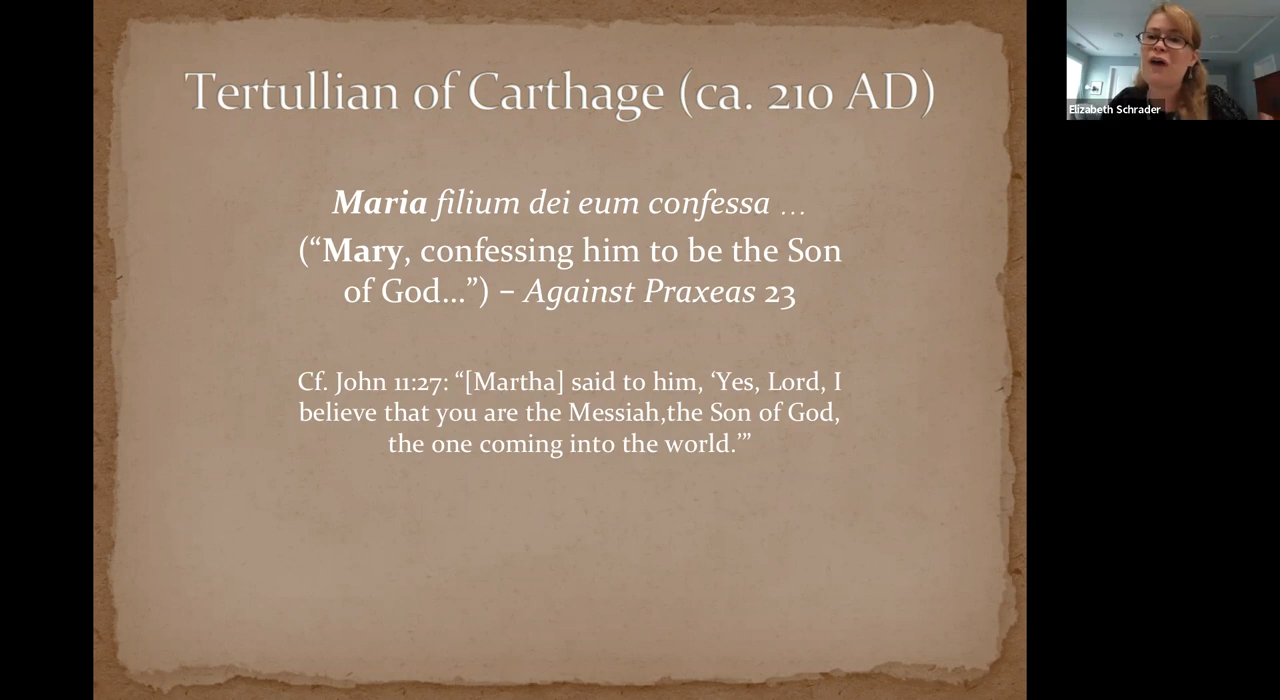 Tertullian of Carthage (ca. 210 AD)
Maria filium dei eum confessa …
(“Mary, confessing him to be the Son
of God…”) – Against Praxeas 23
Cf. John 11:27: “[Martha] said to him, ‘Yes, Lord, I
believe that you are the Messiah,the Son of God,
the one coming into the world.’”
Elizabeth Schrader